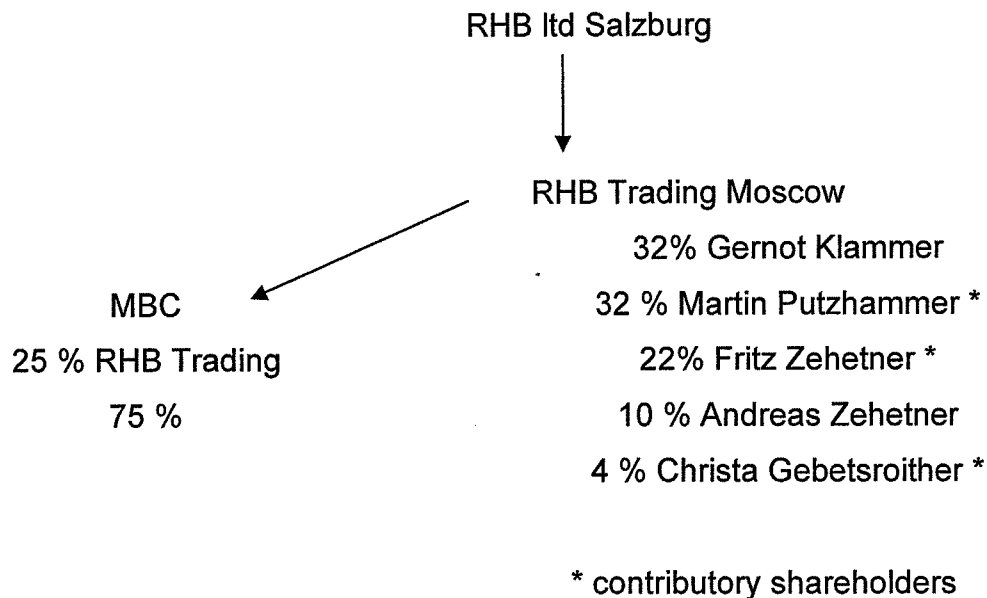 RHB ltd Salzburg
RHB Trading Moscow
32% Gernot Klammer
32 % Martin Putzhammer *
22% Fritz Zehetner *
10 % Andreas Zehetner
4 % Christa Gebetsroither *
MBC
25 % RHB Trading
75 %
* contributory shareholders